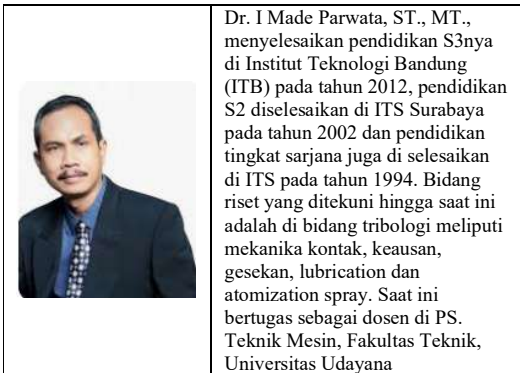 Dr. I Made Parwata, ST., MT.,
menyelesaikan pendidikan S3nya
di Institut Teknologi Bandung
(ITB) pada tahun 2012, pendidikan
S2 diselesaikan di ITS Surabaya
pada tahun 2002 dan pendidikan
tingkat sarjana juga di selesaikan
di ITS pada tahun 1994. Bidang
riset yang ditekuni hingga saat ini
adalah di bidang tribologi meliputi
mekanika kontak, keausan,
gesekan, lubrication dan
atomization spray. Saat ini
bertugas sebagai dosen di PS.
Teknik Mesin, Fakultas Teknik,
Universitas Udayana